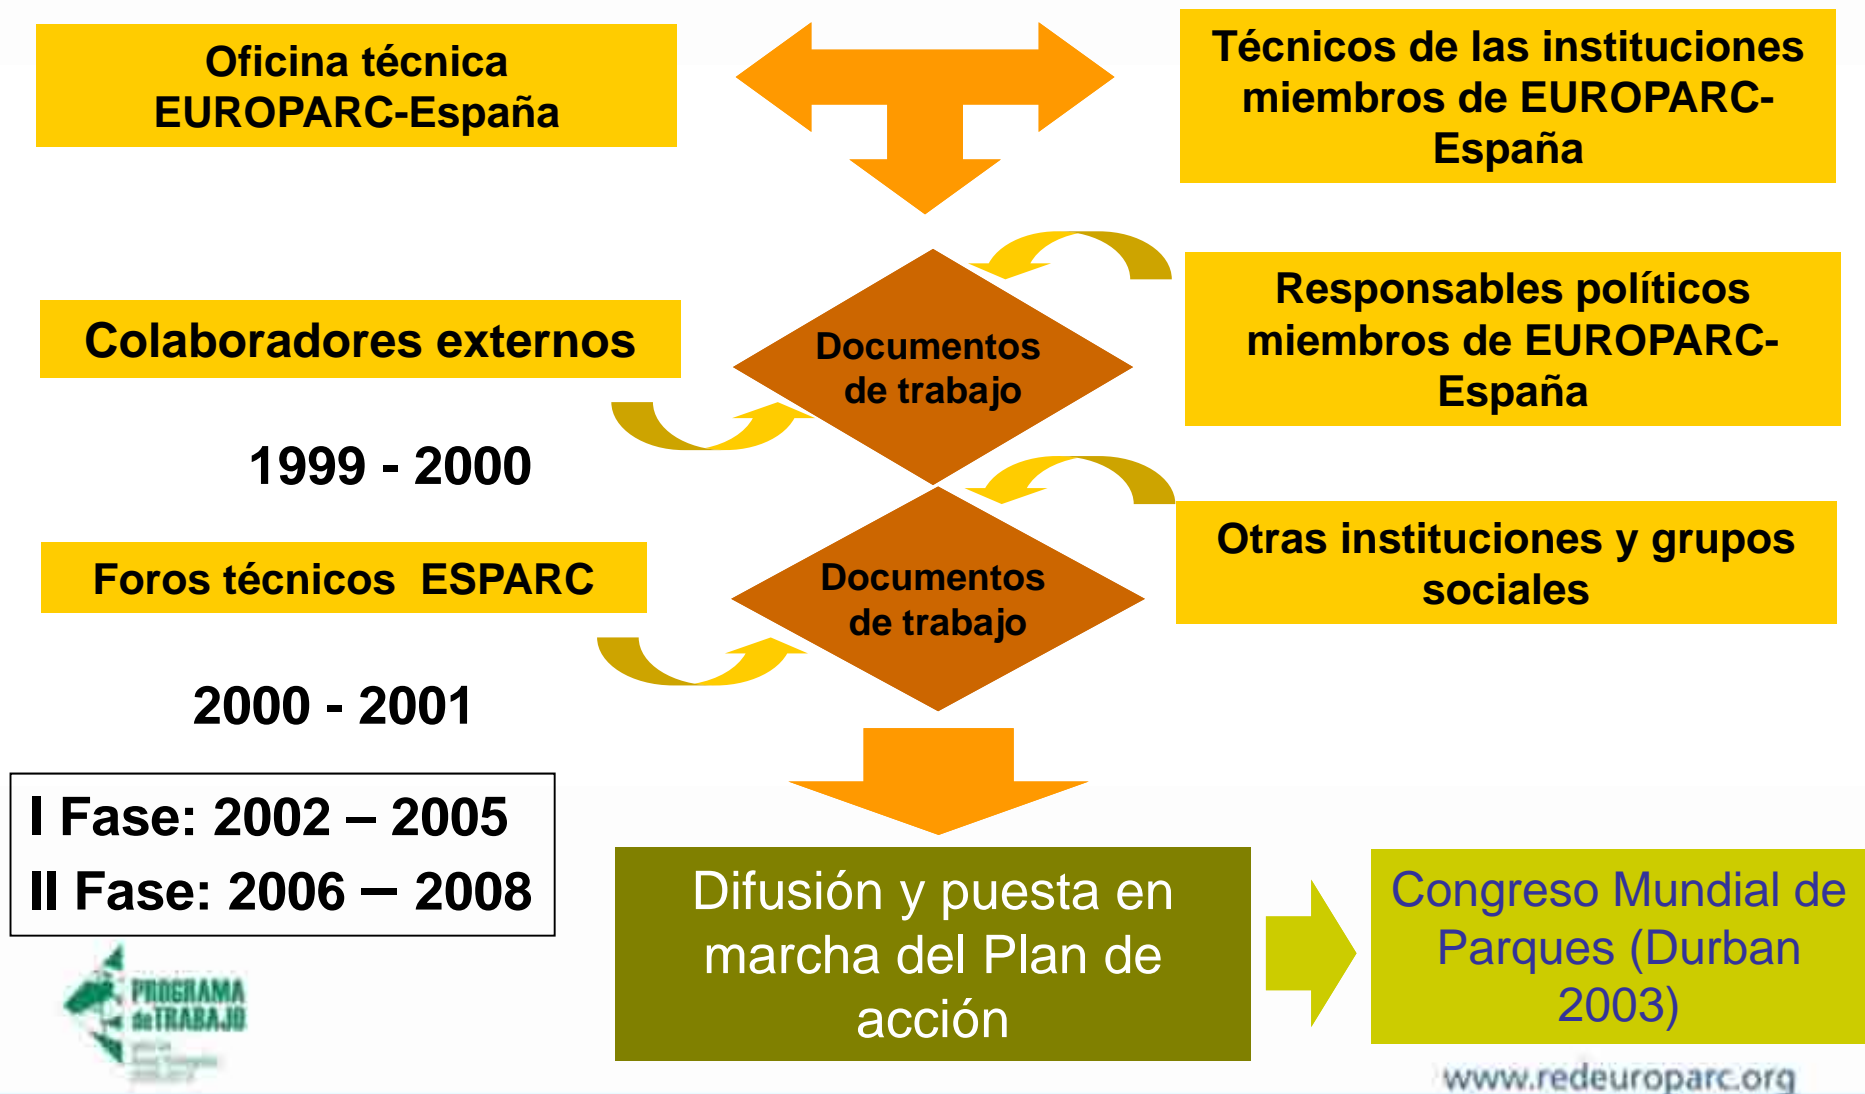 Oficina técnica
EUROPARC-España
Técnicos de las instituciones
miembros de EUROPARC-
España
Colaboradores externos
Documentos
de trabajo
Responsables políticos
miembros de EUROPARC-
España
1999 - 2000
Foros técnicos ESPARC
Documentos
de trabajo
Otras instituciones y grupos
sociales
2000 - 2001
I Fase: 2002 – 2005
II Fase: 2006 – 2008
Difusión y puesta en
marcha del Plan de
acción
Congreso Mundial de
Parques (Durban
2003)
PROGRAMA
deTRABAJO
www.redeuroparc.org